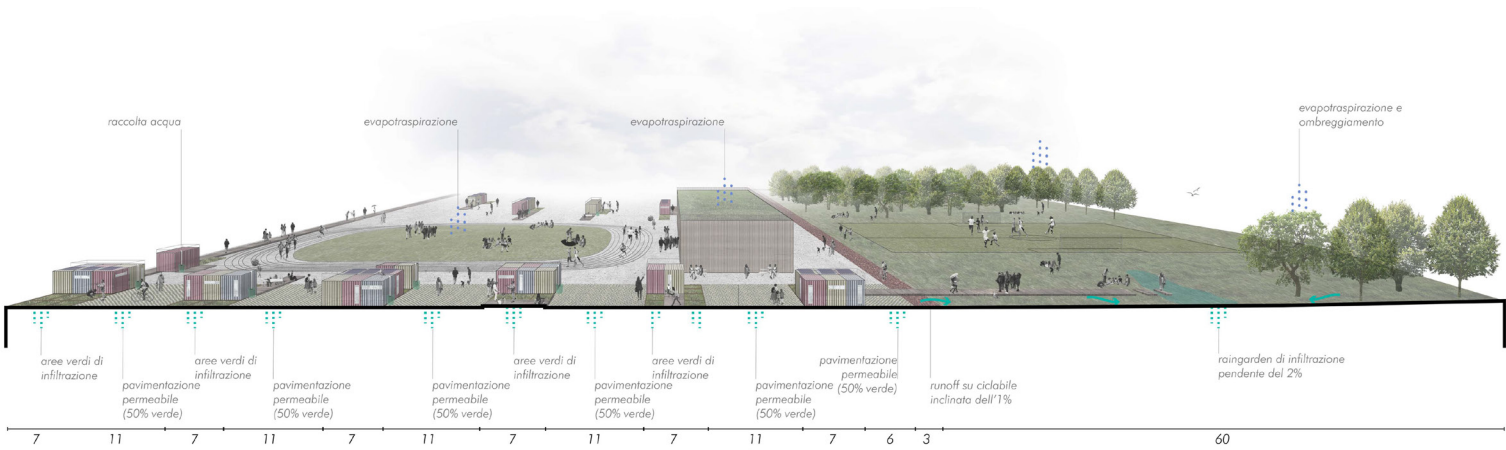 raccolta acqua
evapotraspirazione
evapotraspirazione
evapotraspirazione e
ombreggiamento
aree verdi di
infiltrazione
pavimentazione
permeabile
(50% verde)
aree verdi di
infiltrazione
pavimentazione
permeabile
(50% verde)
pavimentazione
permeabile
(50% verde)
aree verdi di
infiltrazione
pavimentazione
permeabile
(50% verde)
aree verdi di
infiltrazione
pavimentazione
permeabile
(50% verde)
pavimentazione
permeabile
(50% verde)
runoff su ciclabile
inclinata dell'1%
raingarden di infiltrazione
pendente del 2%
7 11 7 11 7 11 7 11 7 11 7 6 3 60